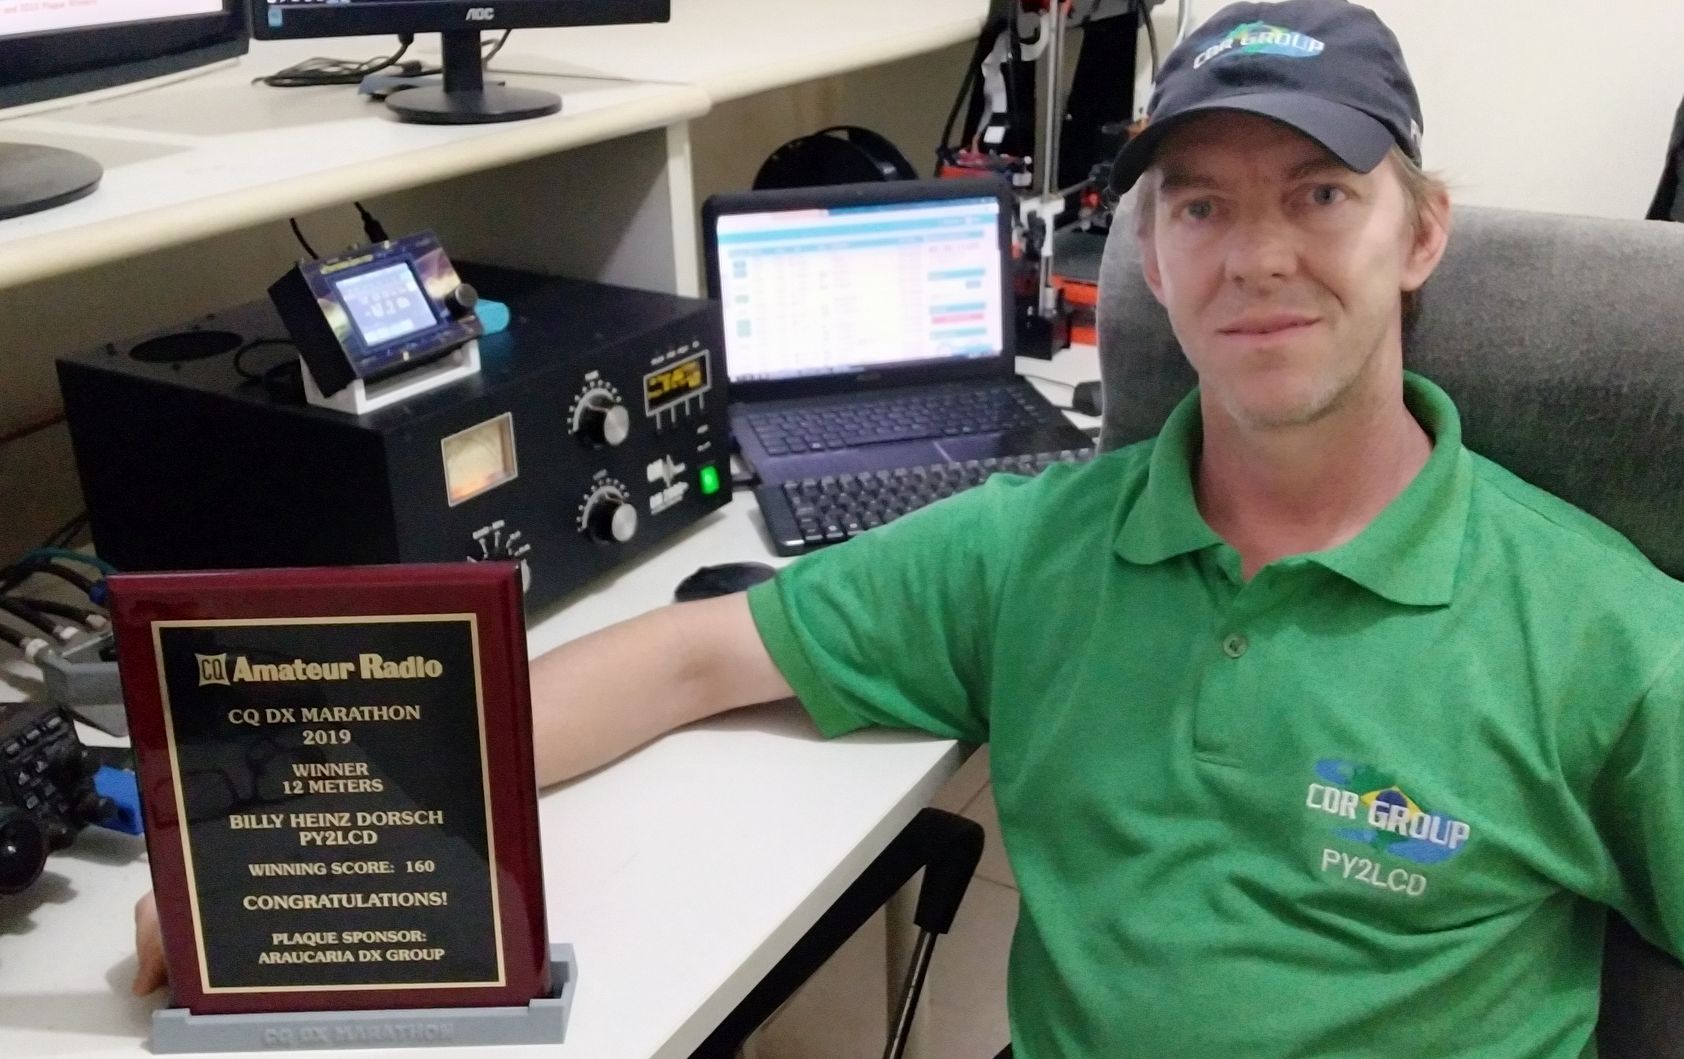 AOC
CDR GROUP
CQ Amateur Radio
CQ DX MARATHON
2019
WINNER
12 METERS
BILLY HEINZ DORSCH
PY2LCD
WINNING SCORE: 160
CONGRATULATIONS!
PLAQUE SPONSOR:
ARAUCARIA DX GROUP
CQ DX MARATHON
CDR GROUP
PY2LCD